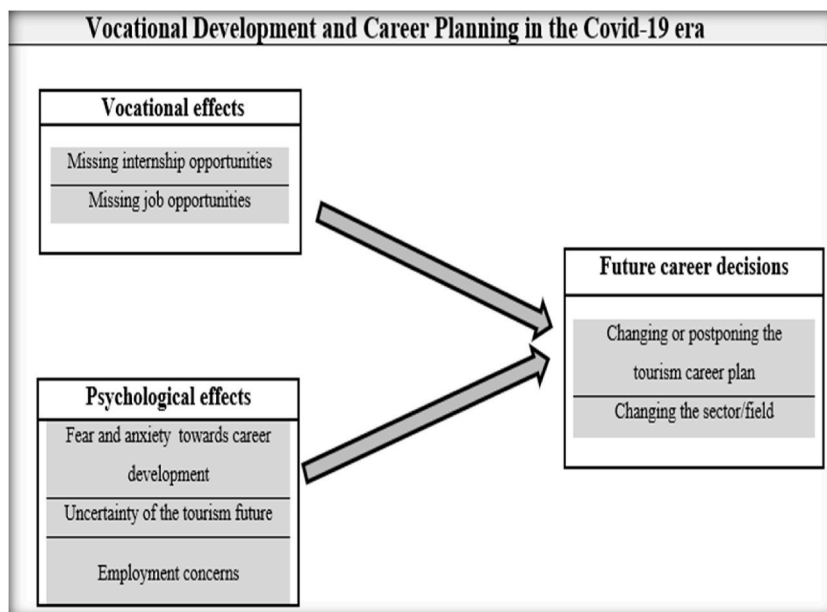 Vocational Development and Career Planning in the Covid-19 era
Vocational effects
Missing internship opportunities
Missing job opportunities
Psychological effects
Fear and anxiety towards career
development
Uncertainty of the tourism future
Employment concerns
Future career decisions
Changing or postponing the
tourism career plan
Changing the sector/field